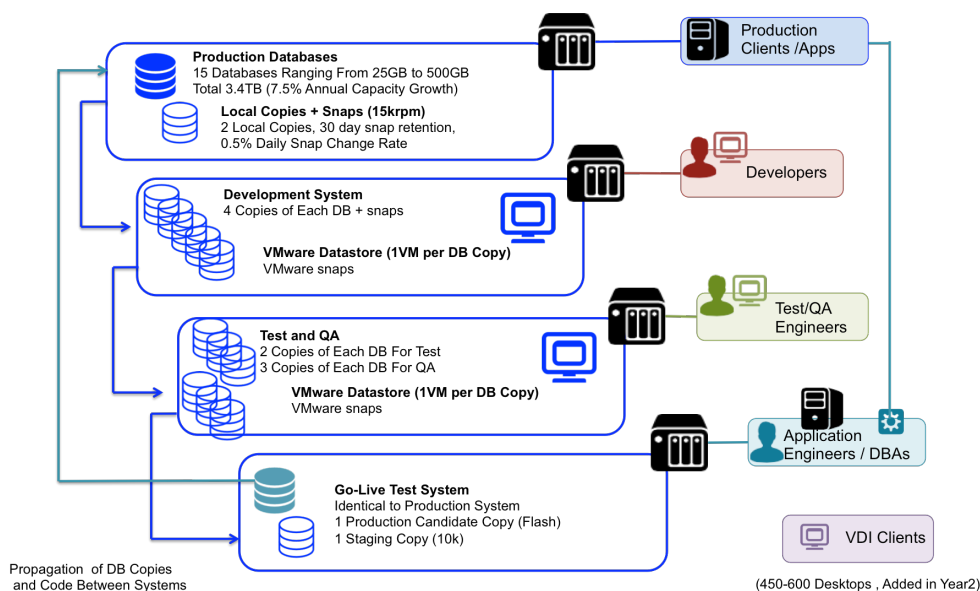 Production Databases
15 Databases Ranging From 25GB to 500GB
Total 3.4TB (7.5% Annual Capacity Growth)
Local Copies + Snaps (15krpm)
2 Local Copies, 30 day snap retention,
0.5% Daily Snap Change Rate
Production
Clients /Apps
Development System
4 Copies of Each DB + snaps
VMware Datastore (1VM per DB Copy)
VMware snaps
Developers
Test and QA
2 Copies of Each DB For Test
3 Copies of Each DB For QA
VMware Datastore (1VM per DB Copy)
VMware snaps
Test/QA
Engineers
Go-Live Test System
Identical to Production System
1 Production Candidate Copy (Flash)
1 Staging Copy (10k)
Application
Engineers / DBAs
VDI Clients
(450-600 Desktops , Added in Year2)
Propagation of DB Copies
and Code Between Systems